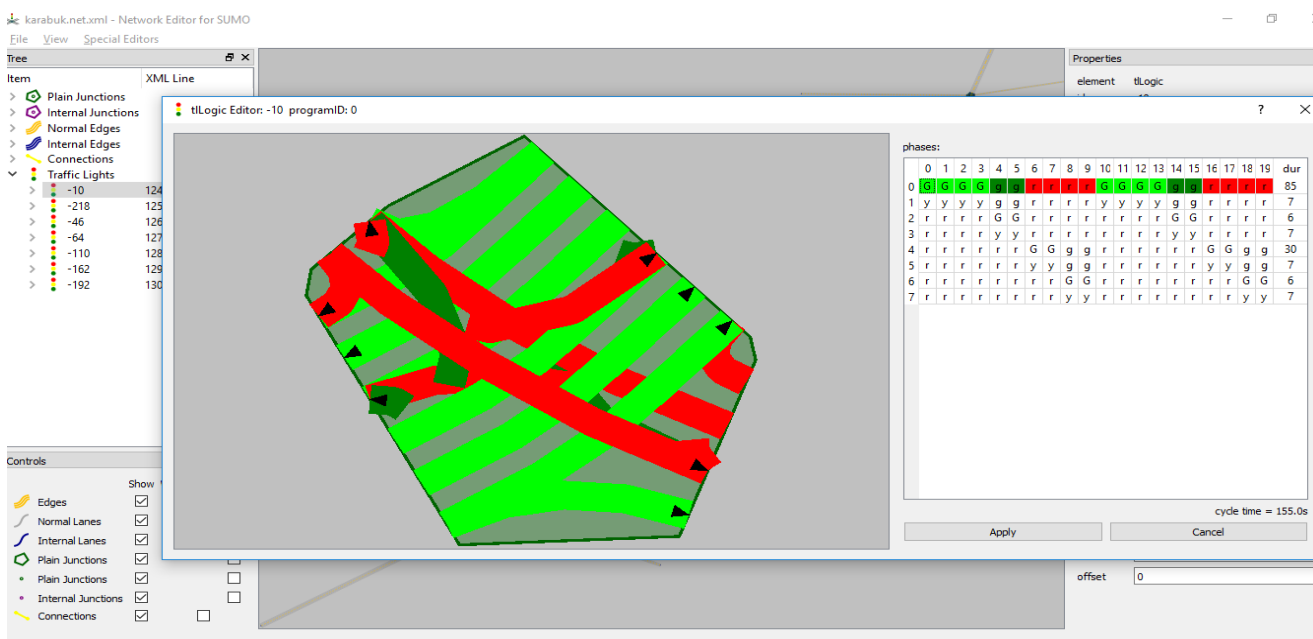 karabuk.net.xml - Network Editor for SUMO
File View Special Editors
Tree
Item XML Line
Plain Junctions
Internal Junctions
Normal Edges
Internal Edges
Connections
Traffic Lights
-10 124
-218 125
-46 126
-64 127
-110 128
-162 129
-192 130
Controls
Show
Edges
Normal Lanes
Internal Lanes
Plain Junctions
Plain Junctions
Internal Junctions
Connections
tlLogic Editor: -10 programID: 0 ?
phases:
0 1 2 3 4 5 6 7 8 9 10 11 12 13 14 15 16 17 18 19 dur
0 G G G G g g r r r r G G G G g g r r r r 85
1 y y y y g g r r r r y y y y g g r r r r 7
2 r r r r G G r r r r r r r r G G r r r r 6
3 r r r r y y r r r r r r r r y y r r r r 7
4 r r r r r r G G g g r r r r r r G G g g 30
5 r r r r r r y y g g r r r r r r y y g g 7
6 r r r r r r r r G G r r r r r r r r G G 6
7 r r r r r r r r y y r r r r r r r r y y 7
cycle time = 155.0s
Apply Cancel
Properties
element tlLogic
offset 0